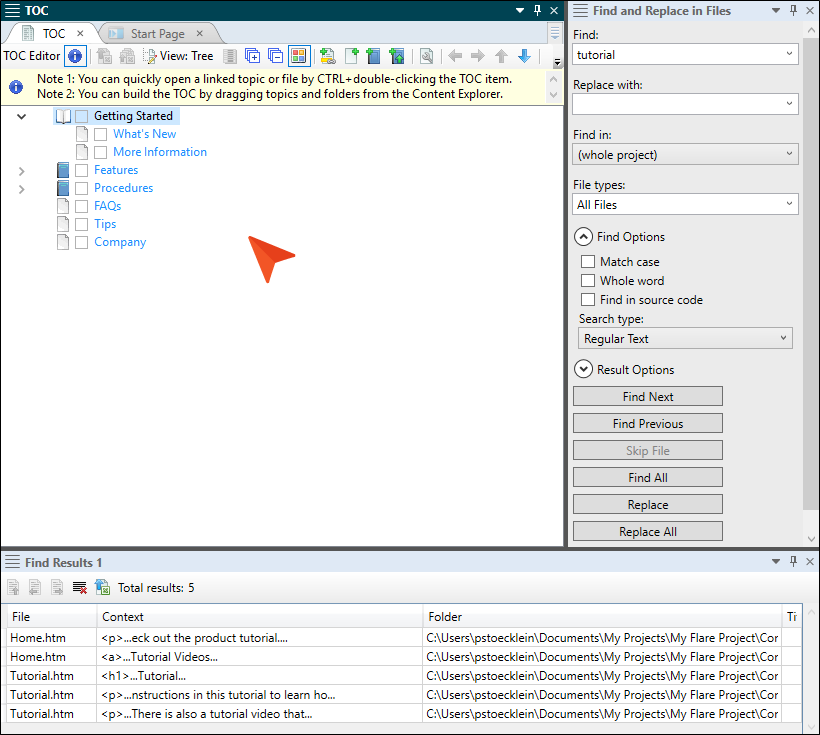 TOC
TOC
Start Page
TOC Editor
View: Tree
Note 1: You can quickly open a linked topic or file by CTRL+double-clicking the TOC item.
Note 2: You can build the TOC by dragging topics and folders from the Content Explorer.
Getting Started
What's New
More Information
Features
Procedures
FAQs
Tips
Company
Find and Replace in Files
Find:
tutorial
Replace with:
Find in:
(whole project)
File types:
All Files
Find Options
Match case
Whole word
Find in source code
Search type:
Regular Text
Result Options
Find Next
Find Previous
Skip File
Find All
Replace
Replace All
Find Results 1
Total results: 5
File Context Folder Ti
Home.htm <p>...eck out the product tutorial.... C:\Users\pstoecklein\Documents\My Projects\My Flare Project\Cor
Home.htm <a>...Tutorial Videos... C:\Users\pstoecklein\Documents\My Projects\My Flare Project\Cor
Tutorial.htm <h1>...Tutorial... C:\Users\pstoecklein\Documents\My Projects\My Flare Project\Cor
Tutorial.htm <p>...nstructions in this tutorial to learn ho... C:\Users\pstoecklein\Documents\My Projects\My Flare Project\Cor
Tutorial.htm <p>...There is also a tutorial video that... C:\Users\pstoecklein\Documents\My Projects\My Flare Project\Cor